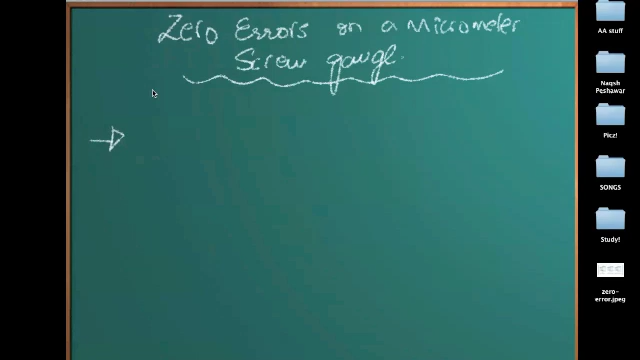 Zero Errors on a Micrometer
Screw gauge.
AA stuff
Naqsh
Peshawar
Picz!
SONGS
Study!
zero-
error.jpeg